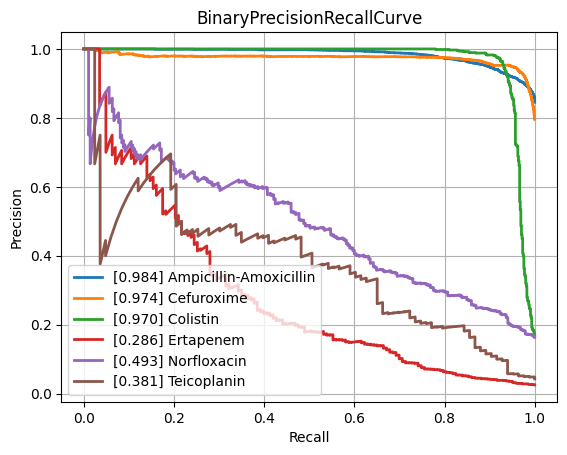 BinaryPrecisionRecallCurve
Precision
1.0
0.8
0.6
0.4
0.2
0.0
[0.984] Ampicillin-Amoxicillin
[0.974] Cefuroxime
[0.970] Colistin
[0.286] Ertapenem
[0.493] Norfloxacin
[0.381] Teicoplanin
0.0 0.2 0.4 0.6 0.8 1.0
Recall